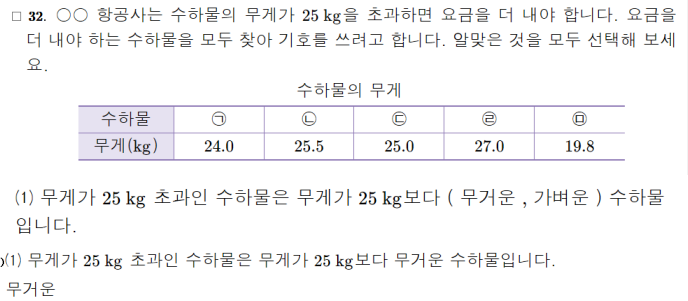 □ 32. ○○ 항공사는 수하물의 무게가 25 kg을 초과하면 요금을 더 내야 합니다. 요금을
더 내야 하는 수하물을 모두 찾아 기호를 쓰려고 합니다. 알맞은 것을 모두 선택해 보세
요.
수하물의 무게
수하물 ㉠ ㉡ ㉢ ㉣ ㉤
무게(kg) 24.0 25.5 25.0 27.0 19.8
(1) 무게가 25 kg 초과인 수하물은 무게가 25 kg보다 ( 무거운 , 가벼운 ) 수하물
입니다.
(1) 무게가 25 kg 초과인 수하물은 무게가 25 kg보다 무거운 수하물입니다.
무거운